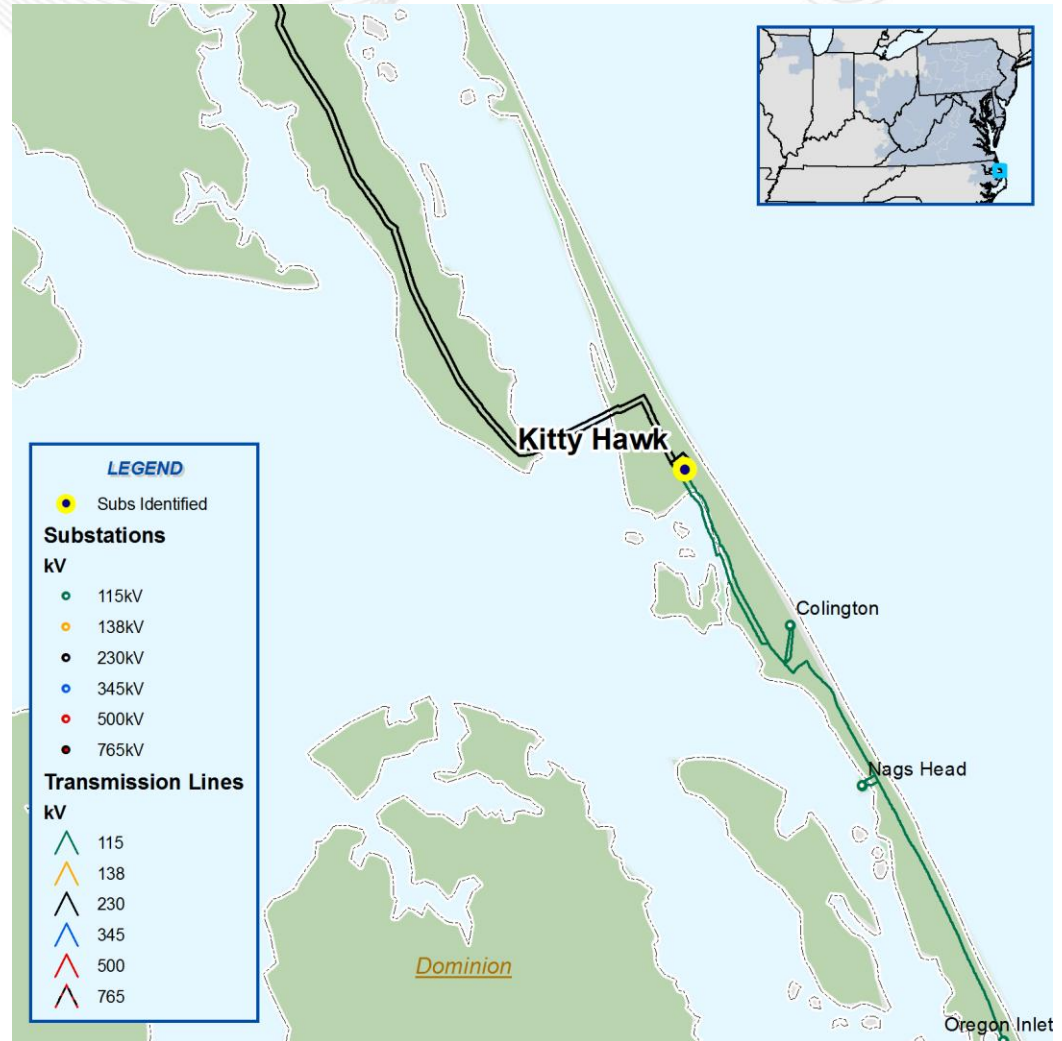 Kitty Hawk
Colington
Nags Head
Oregon Inlet
Dominion
LEGEND
Subs Identified
Substations
kV
115kV
138kV
230kV
345kV
500kV
765kV
Transmission Lines
kV
115
138
230
345
500
765